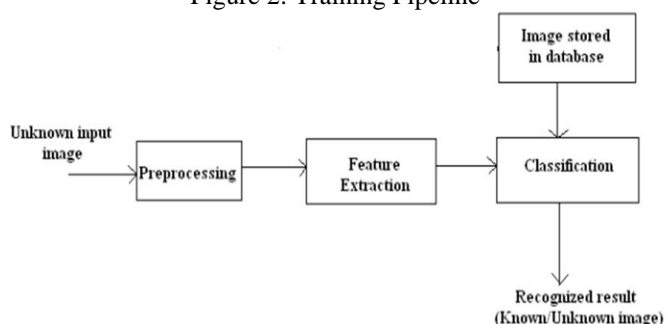 Figure 2. Training Pipeline
Image stored
in database
Unknown input
image
Preprocessing
Feature
Extraction
Classification
Recognized result
(Known/Unknown image)